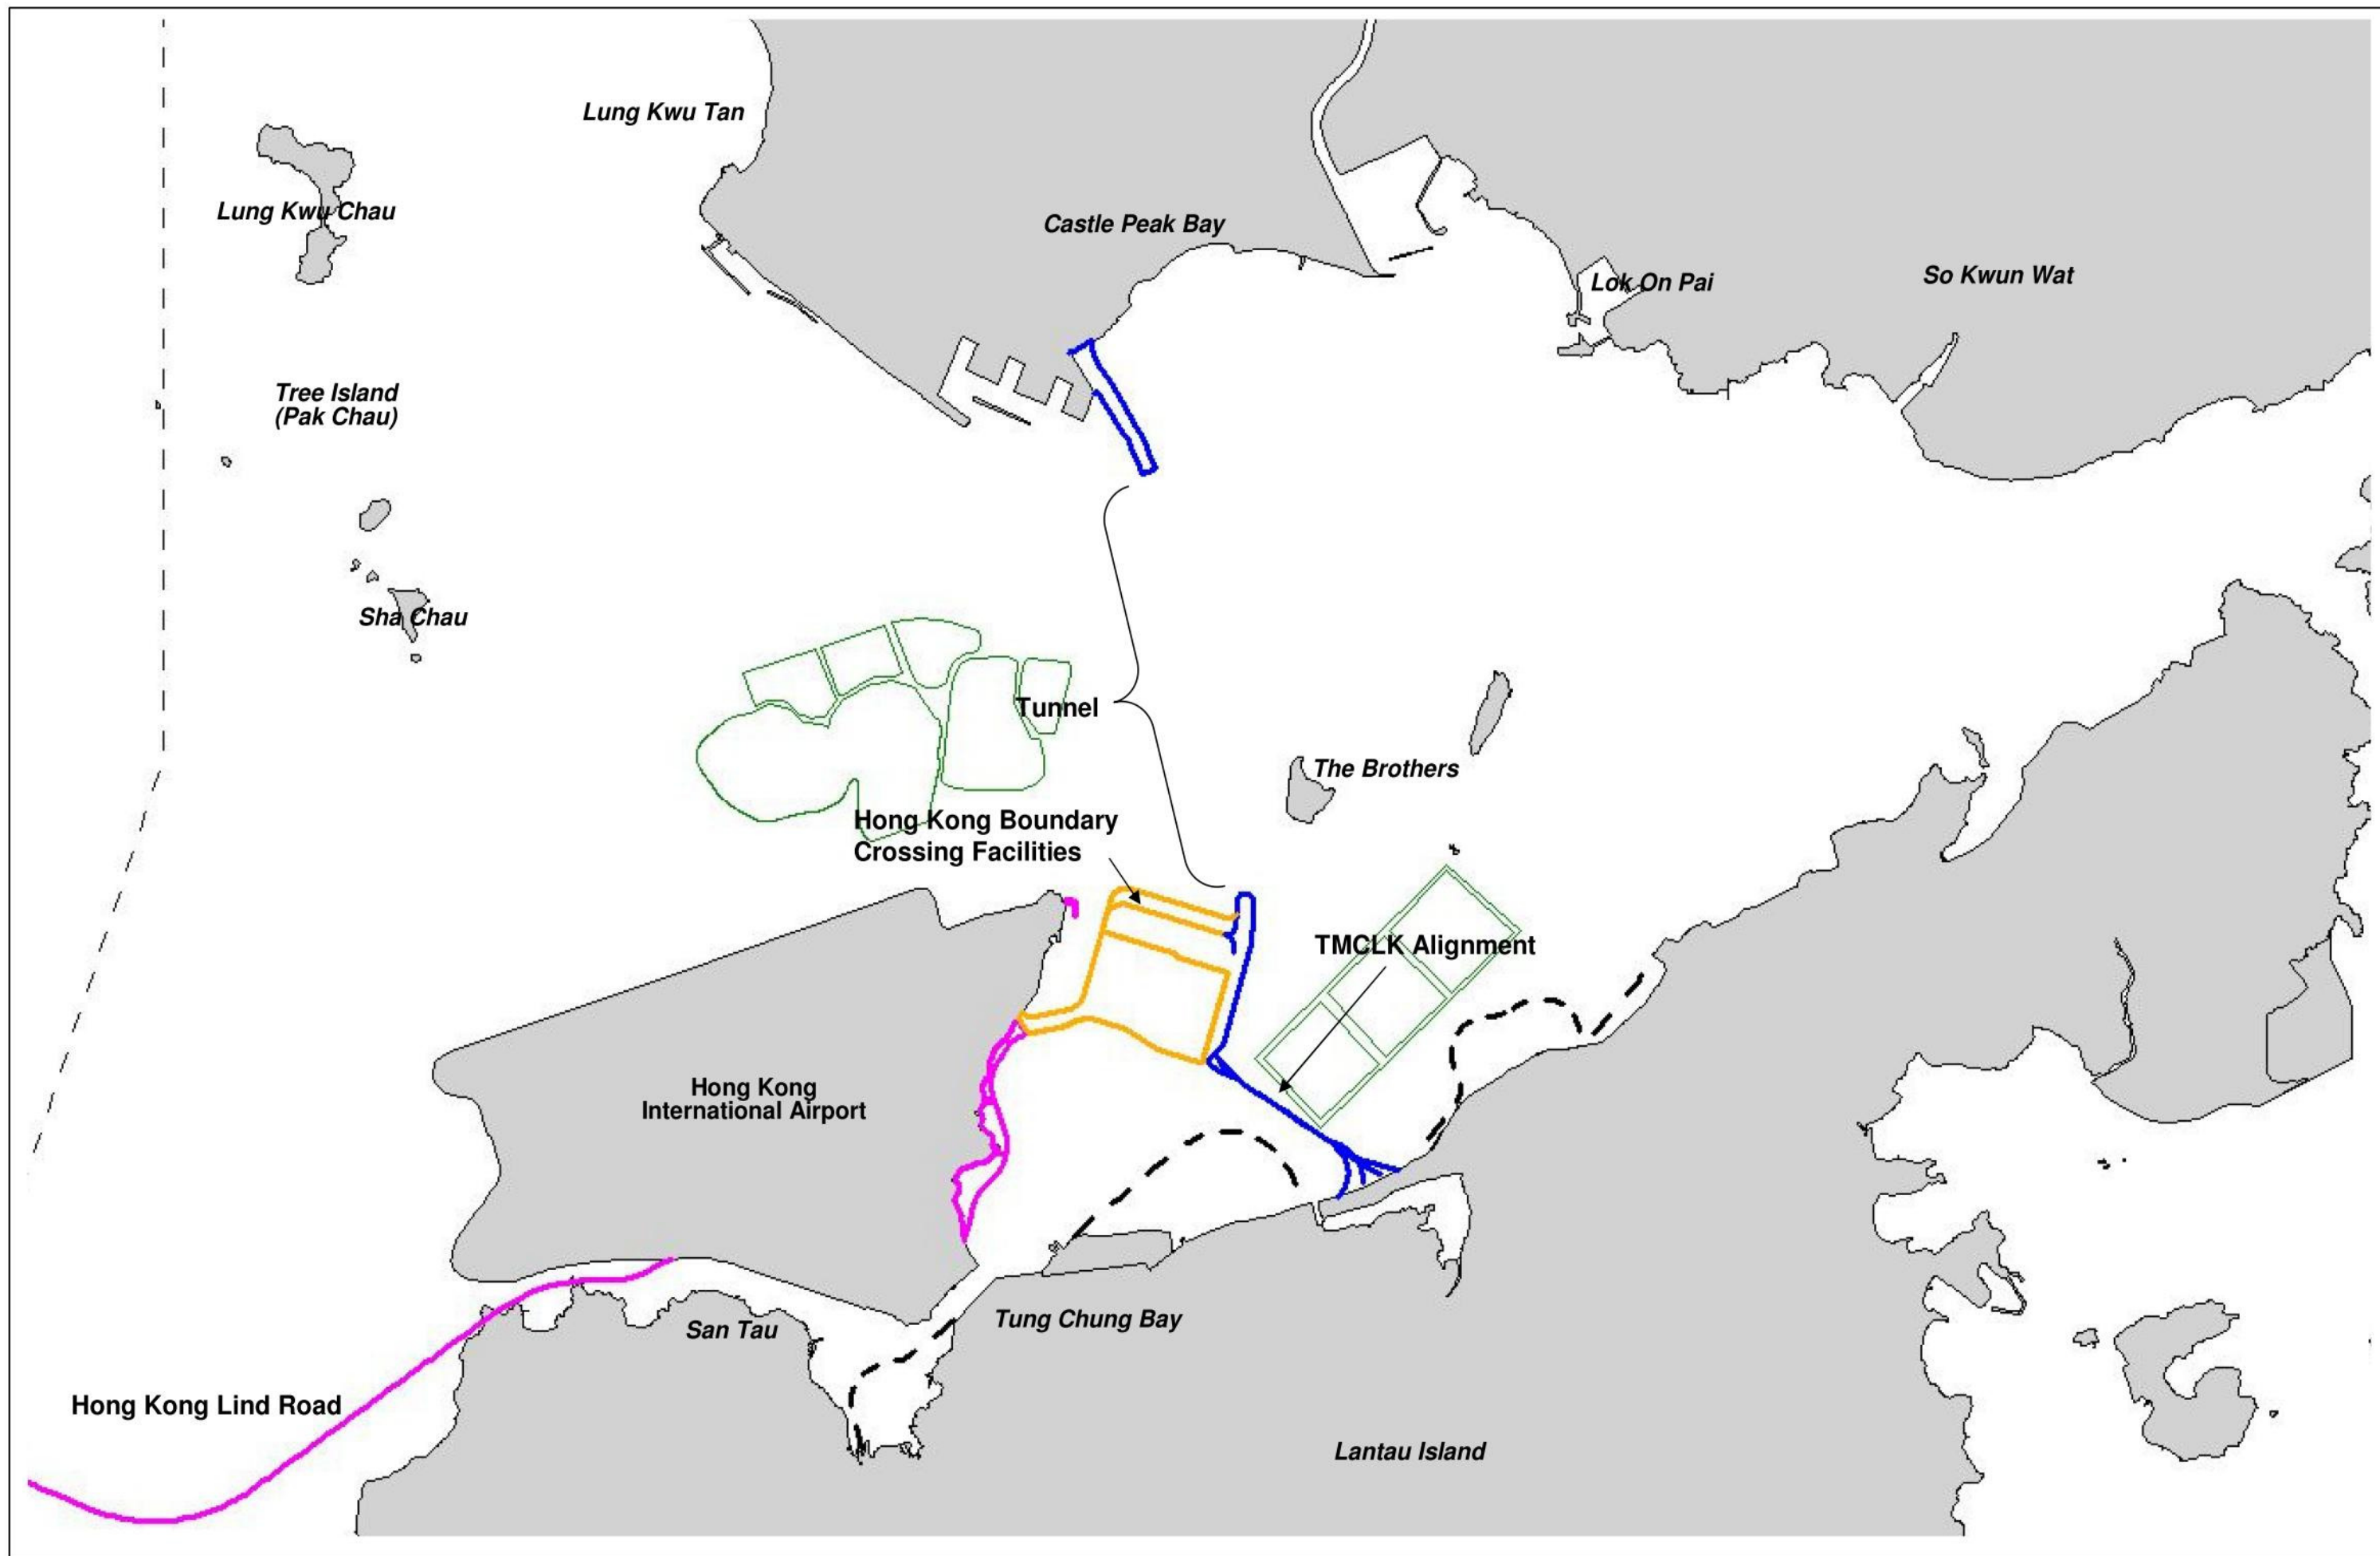 Lung Kwu Tan
Lung Kwu Chau
Castle Peak Bay
Lok On Pai
So Kwun Wat
Tree Island
(Pak Chau)
Sha Chau
Tunnel
The Brothers
Hong Kong Boundary
Crossing Facilities
TMCLK Alignment
Hong Kong
International Airport
San Tau
Tung Chung Bay
Hong Kong Lind Road
Lantau Island